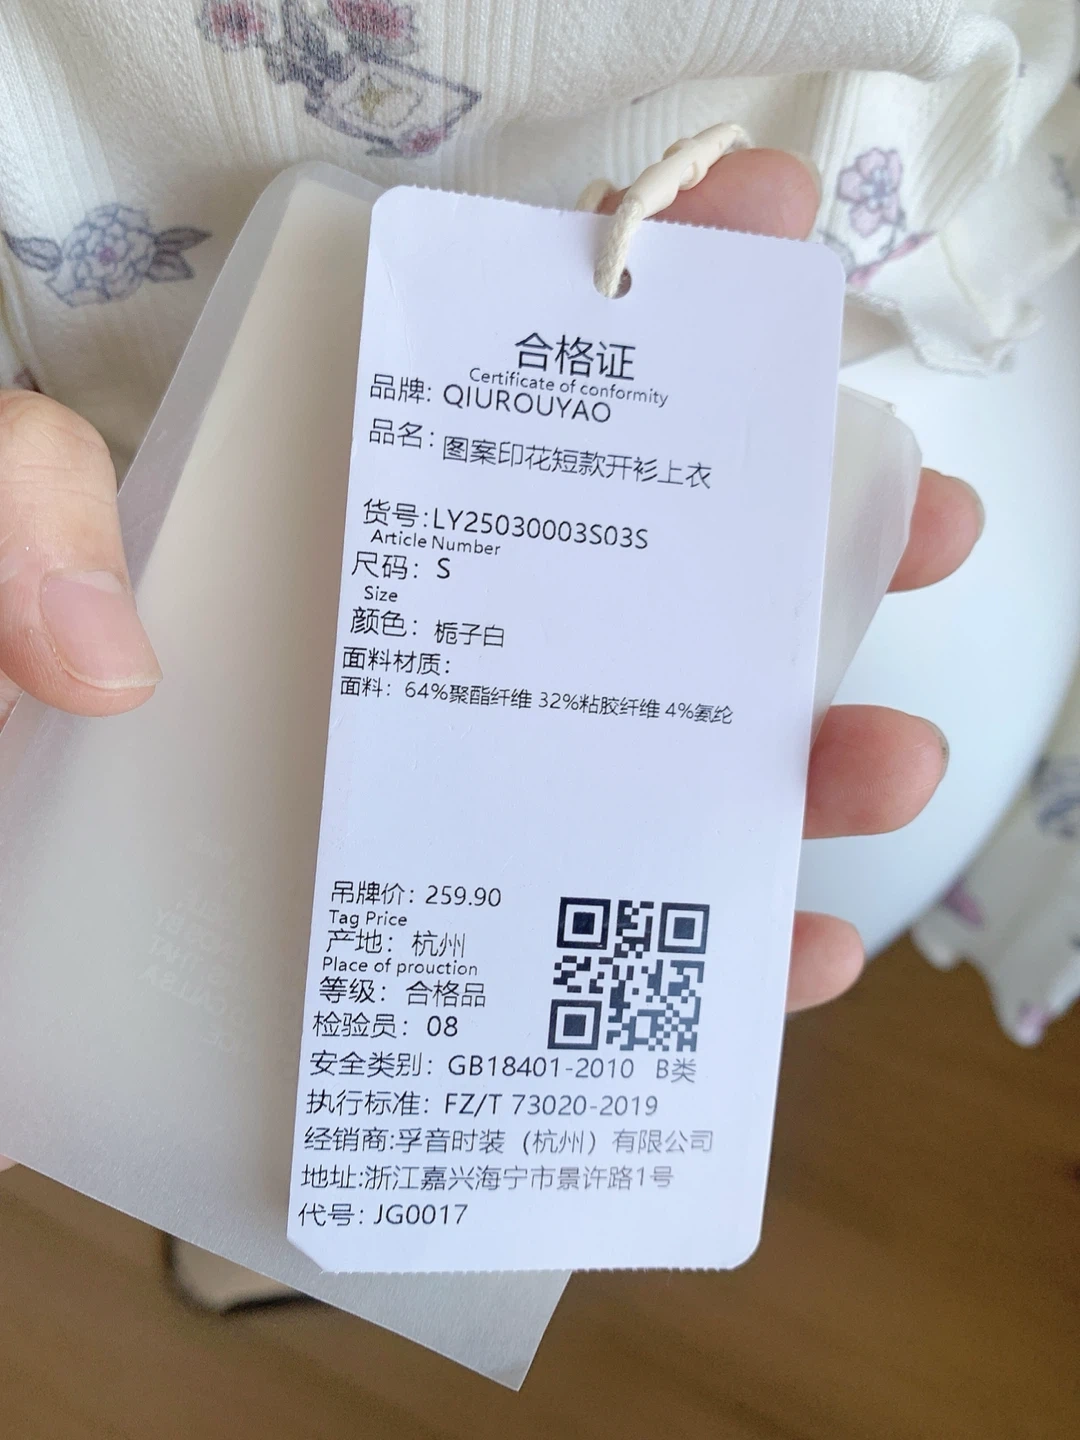 合格证
Certificate of conformity
品牌: QIUROUYAO
品名: 图案印花短款开衫上衣
货号:LY25030003S03S
Article Number
尺码: S
Size
颜色: 栀子白
面料材质:
面料: 64%聚酯纤维 32%粘胶纤维 4%氨纶
吊牌价: 259.90
Tag Price
产地: 杭州
Place of prouction
等级: 合格品
检验员: 08
安全类别: GB18401-2010 B类
执行标准: FZ/T 73020-2019
经销商:孚音时装（杭州）有限公司
地址:浙江嘉兴海宁市景许路1号
代号: JG0017